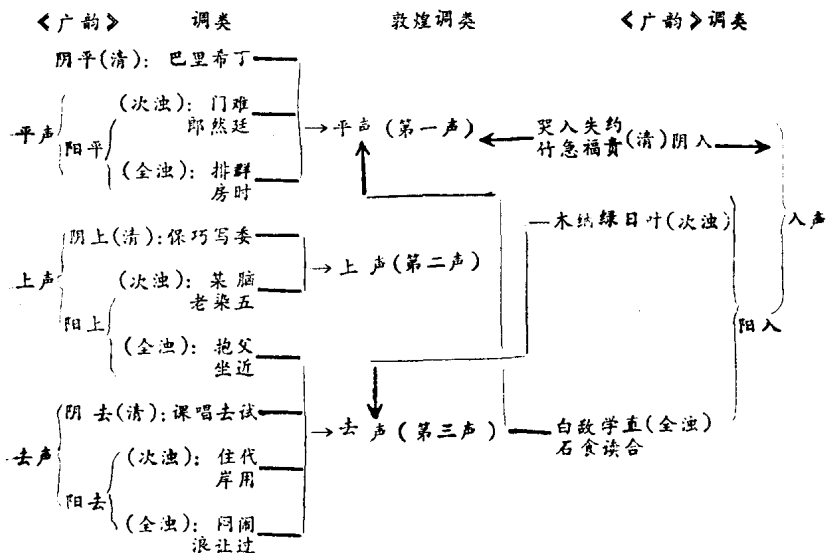 《广韵》 调类 敦煌调类 《广韵》调类
阴平(清): 巴里希丁
平声 阳平 (次浊): 门难
郎然廷
(全浊): 排群
房时
→平声(第一声)
哭入失约
竹急福责(清)阴入
上声 阴上(清):保巧写委
阳上 (次浊): 某脑
老染五
(全浊): 抱父
坐近
→上声(第二声)
木纳绿日叶(次浊)
入声
阳入
去声 阴去(清):课唱去试
阳去 (次浊): 住代
岸用
(全浊): 闷闹
浪让过
→去声(第三声)
白敌学直(全浊)
石食读合